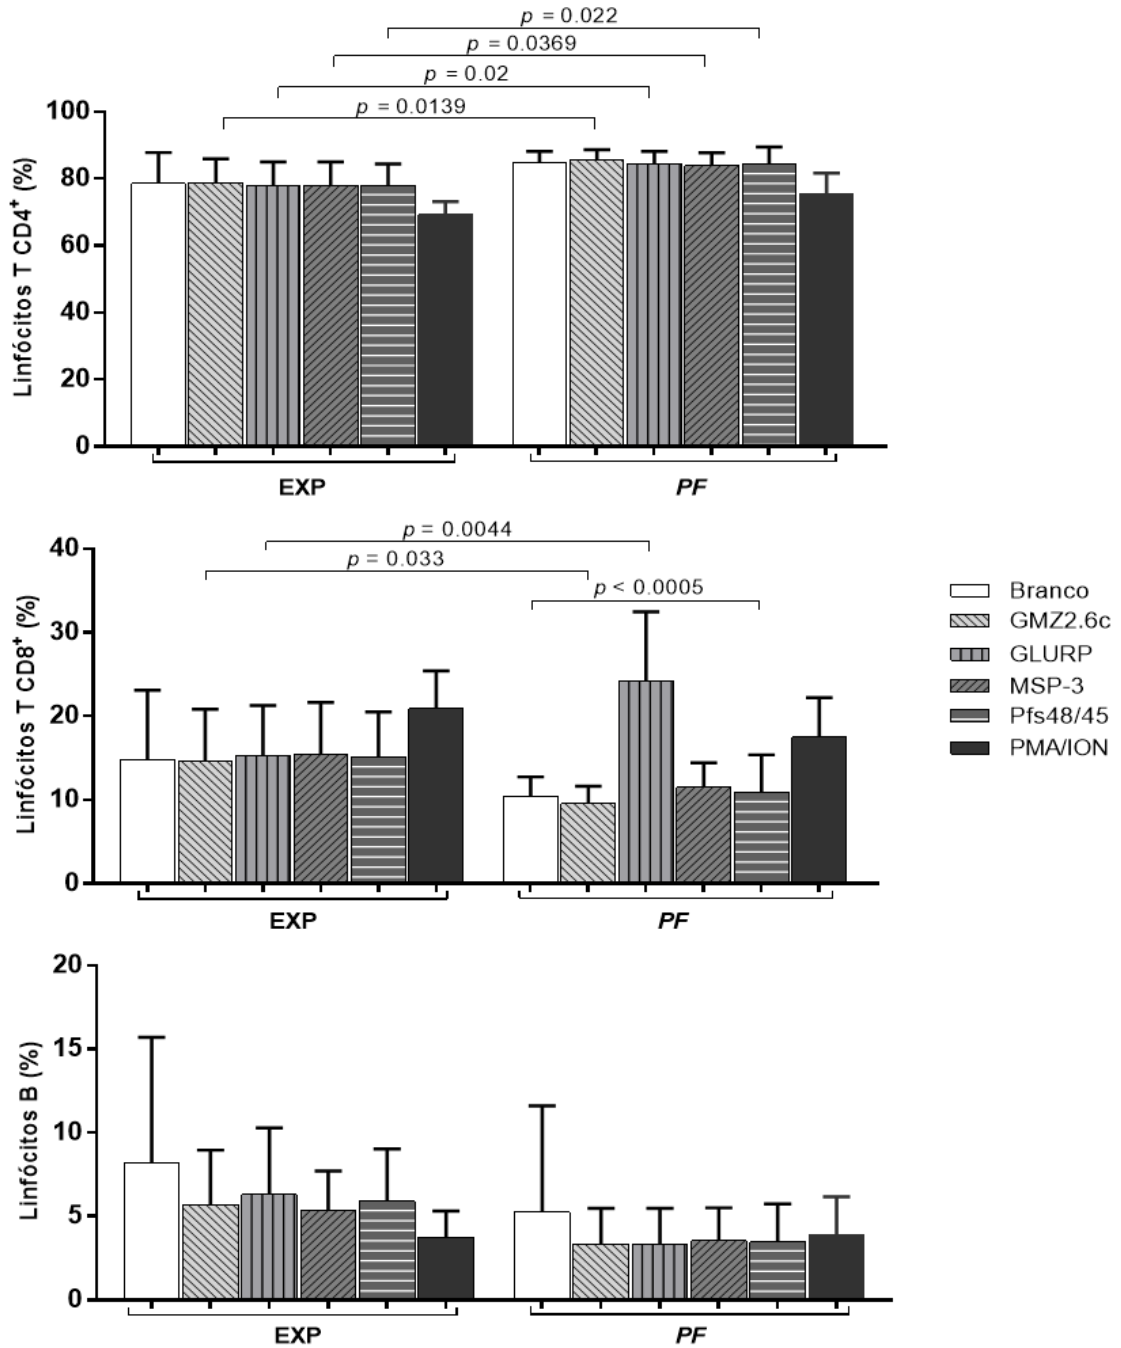 p = 0.022
p = 0.0369
p = 0.02
p = 0.0139
Linfócitos T CD4+ (%)
100
80
60
40
20
0
EXP
PF
p = 0.0044
p = 0.033
p < 0.0005
Linfócitos T CD8+ (%)
40
30
20
10
0
EXP
PF
Branco
GMZ2.6c
GLURP
MSP-3
Pfs48/45
PMA/ION
Linfócitos B (%)
20
15
10
5
0
EXP
PF